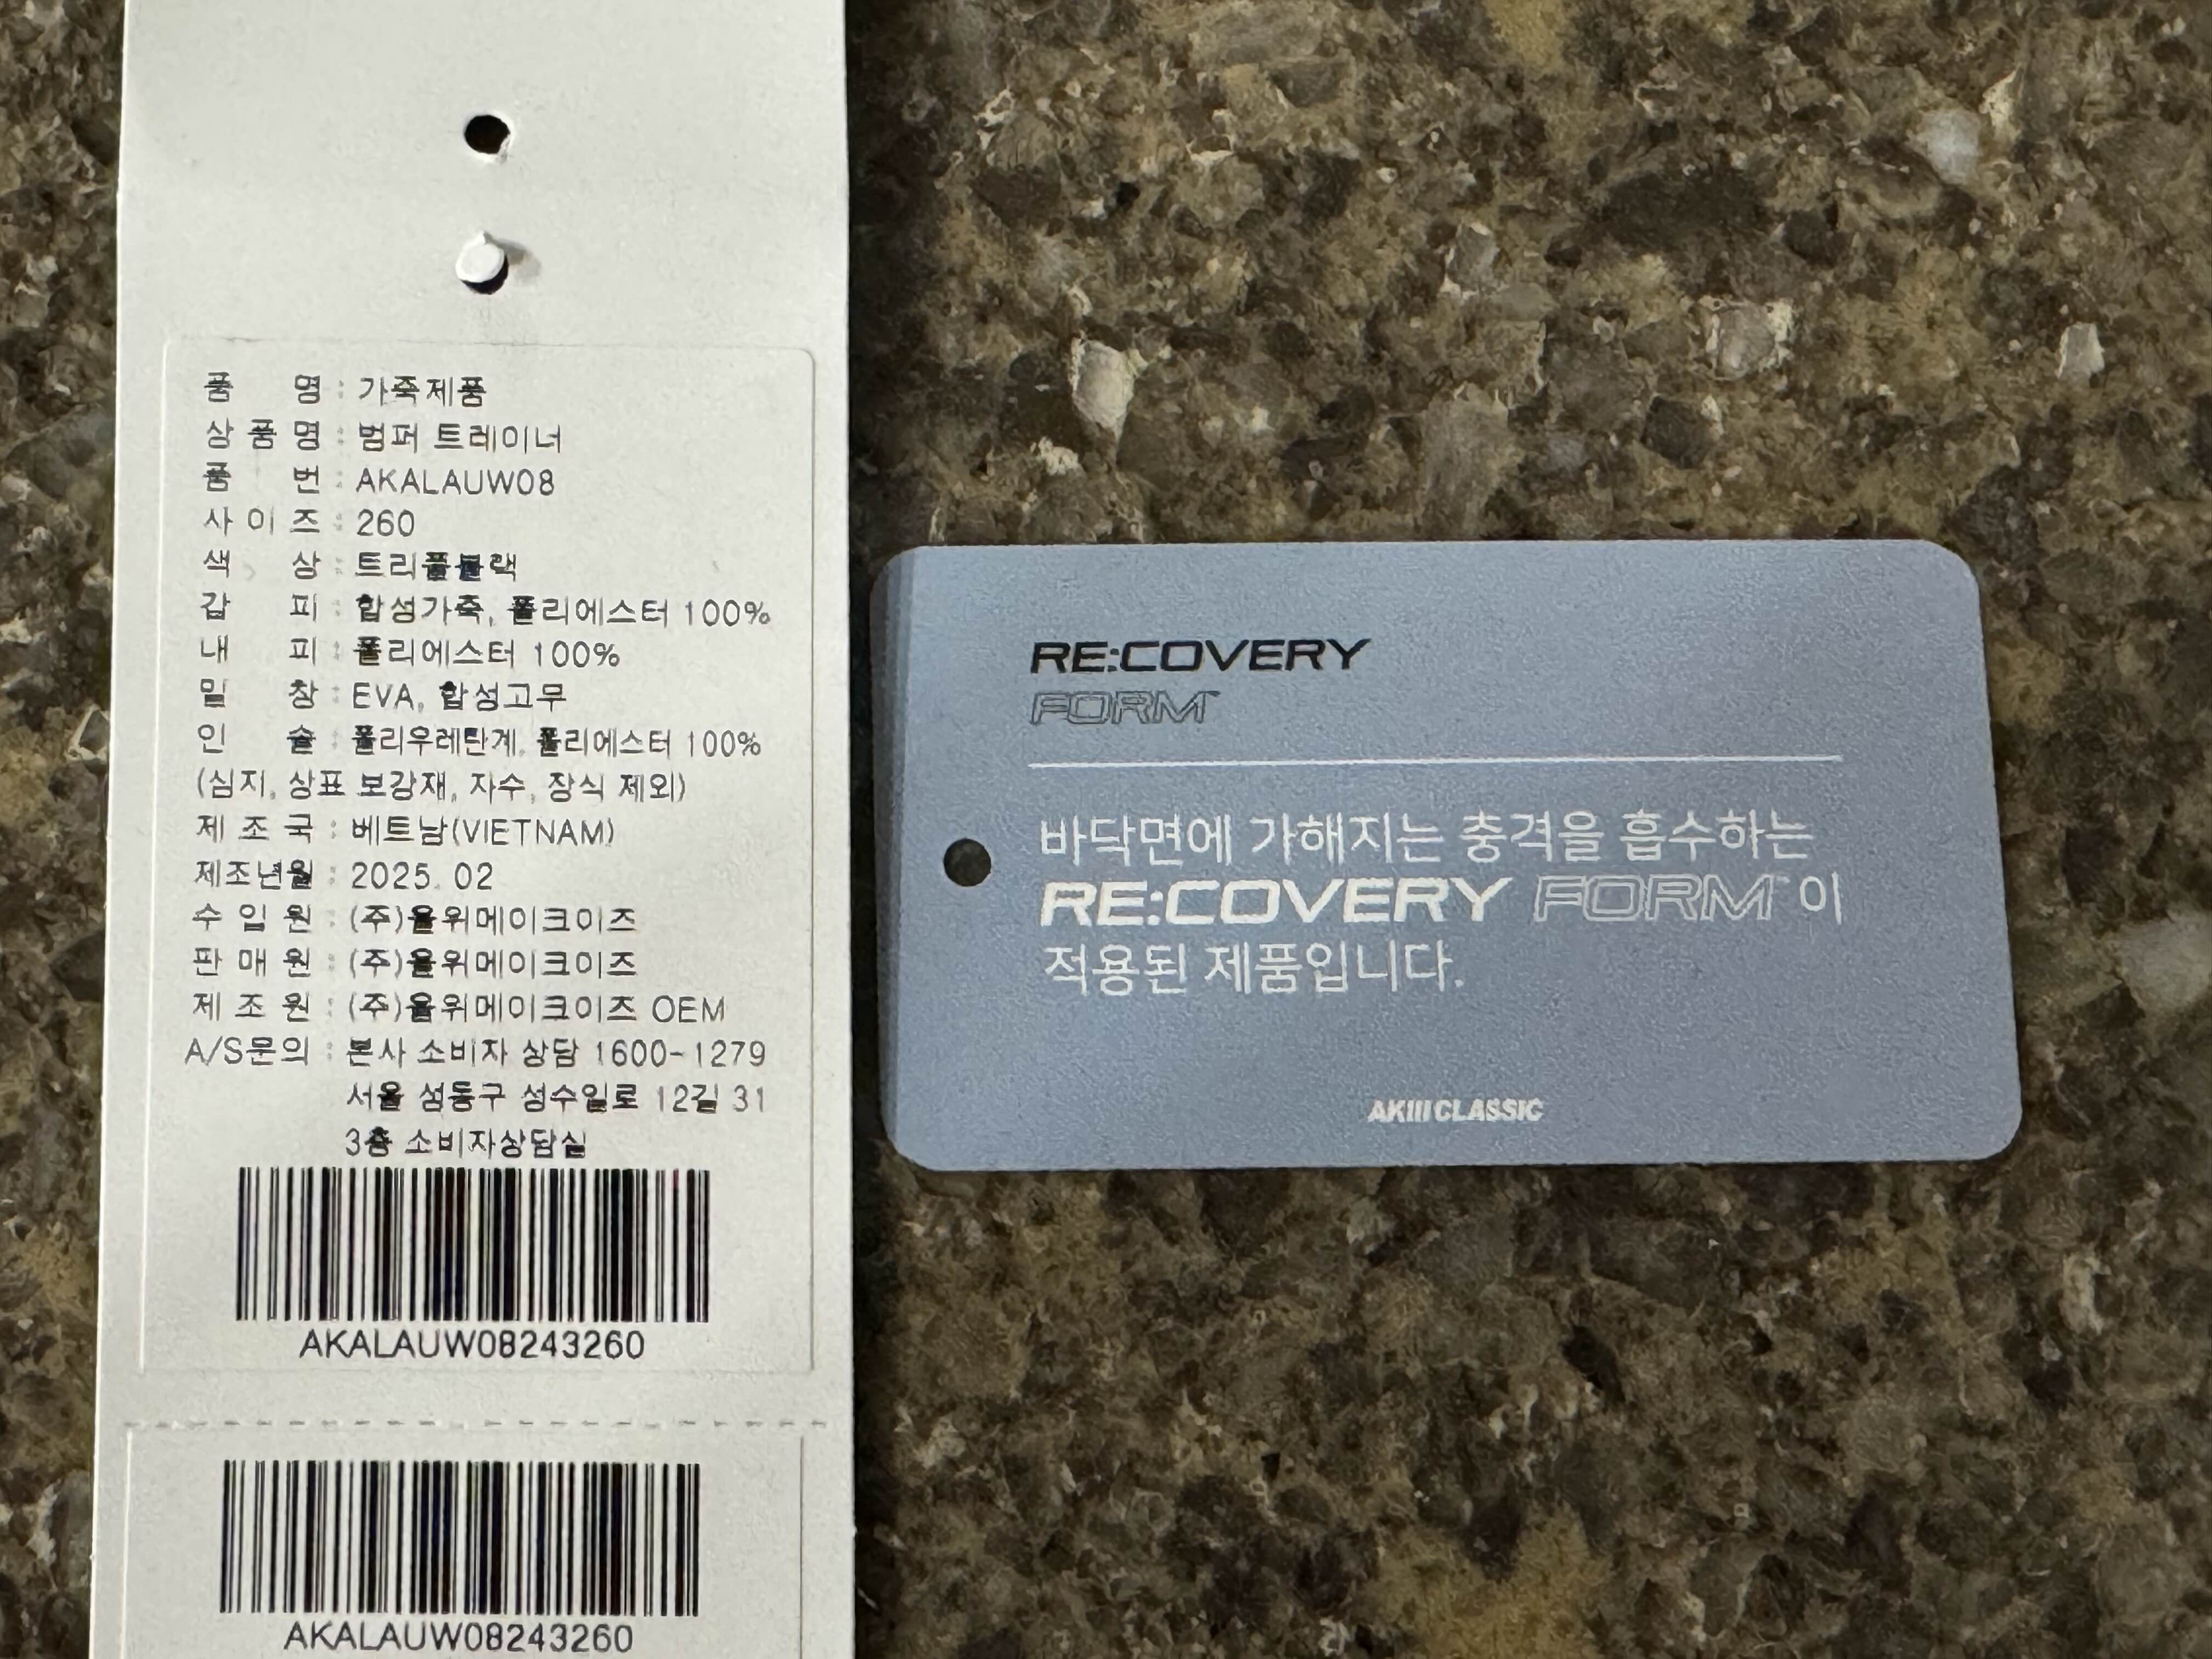 품 명 : 가죽제품
상 품 명 : 범퍼 트레이너
품 번 : AKALAUW08
사 이 즈 : 260
색 상 : 트리플블랙
갑 피 : 합성가죽, 폴리에스터 100%
내 피 : 폴리에스터 100%
밑 창 : EVA, 합성고무
인 솔 : 폴리우레탄계, 폴리에스터 100%
(심지, 상표 보강재, 자수, 장식 제외)
제 조 국 : 베트남(VIETNAM)
제조년월 : 2025. 02
수 입 원 : (주)올위메이크이즈
판 매 원 : (주)올위메이크이즈
제 조 원 : (주)올위메이크이즈 OEM
A/S문의 : 본사 소비자 상담 1600-1279
서울 성동구 성수일로 12길 31
3층 소비자상담실
AKALAUW08243260
AKALAUW08243260
RE:COVERY
FORM™
바닥면에 가해지는 충격을 흡수하는
RE:COVERY FORM™이
적용된 제품입니다.
AKIII CLASSIC